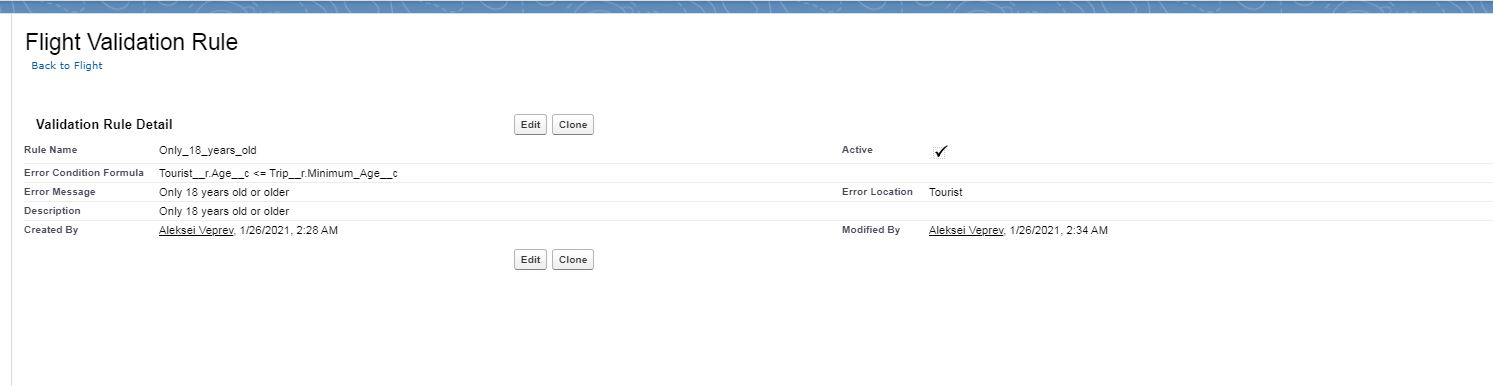 Flight Validation Rule
Back to Flight
Validation Rule Detail Edit Clone
Rule Name Only_18_years_old Active
Error Condition Formula Tourist__r.Age__c <= Trip__r.Minimum_Age__c
Error Message Only 18 years old or older Error Location Tourist
Description Only 18 years old or older
Created By Aleksei Veprev, 1/26/2021, 2:28 AM Modified By Aleksei Veprev, 1/26/2021, 2:34 AM
Edit Clone